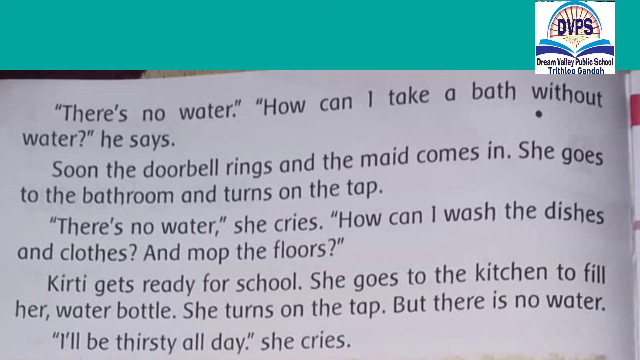 DVPS
Dream Valley Public School
Trithloo Gandah
"There's no water." "How can I take a bath without
water?" he says.
Soon the doorbell rings and the maid comes in. She goes
to the bathroom and turns on the tap.
"There's no water," she cries. "How can I wash the dishes
and clothes? And mop the floors?"
Kirti gets ready for school. She goes to the kitchen to fill
her, water bottle. She turns on the tap. But there is no water.
"I'll be thirsty all day." she cries.